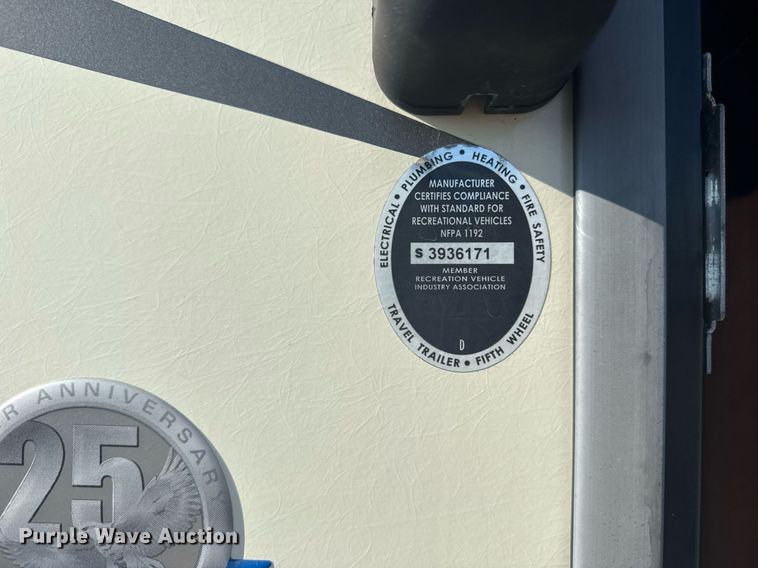 ELECTRICAL • PLUMBING • HEATING • FIRE SAFETY
MANUFACTURER
CERTIFIES COMPLIANCE
WITH STANDARD FOR
RECREATIONAL VEHICLES
NFPA 1192
S 3936171
MEMBER
RECREATION VEHICLE
INDUSTRY ASSOCIATION
D
TRAVEL TRAILER • FIFTH WHEEL
R ANNIVERSARY
25
Purple Wave Auction